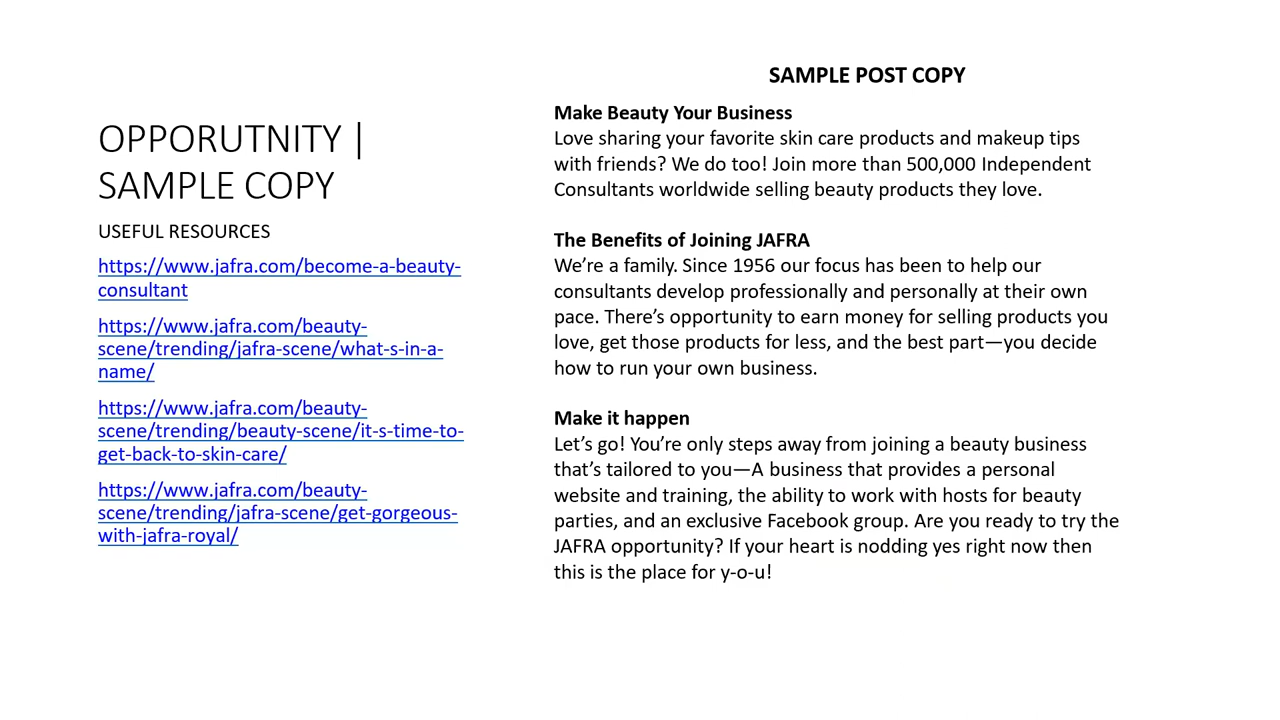 OPPORUTNITY |
SAMPLE COPY
USEFUL RESOURCES
https://www.jafra.com/become-a-beauty-
consultant
https://www.jafra.com/beauty-
scene/trending/jafra-scene/what-s-in-a-
name/
https://www.jafra.com/beauty-
scene/trending/beauty-scene/it-s-time-to-
get-back-to-skin-care/
https://www.jafra.com/beauty-
scene/trending/jafra-scene/get-gorgeous-
with-jafra-royal/
SAMPLE POST COPY
Make Beauty Your Business
Love sharing your favorite skin care products and makeup tips
with friends? We do too! Join more than 500,000 Independent
Consultants worldwide selling beauty products they love.
The Benefits of Joining JAFRA
We’re a family. Since 1956 our focus has been to help our
consultants develop professionally and personally at their own
pace. There’s opportunity to earn money for selling products you
love, get those products for less, and the best part—you decide
how to run your own business.
Make it happen
Let’s go! You’re only steps away from joining a beauty business
that’s tailored to you—A business that provides a personal
website and training, the ability to work with hosts for beauty
parties, and an exclusive Facebook group. Are you ready to try the
JAFRA opportunity? If your heart is nodding yes right now then
this is the place for y-o-u!